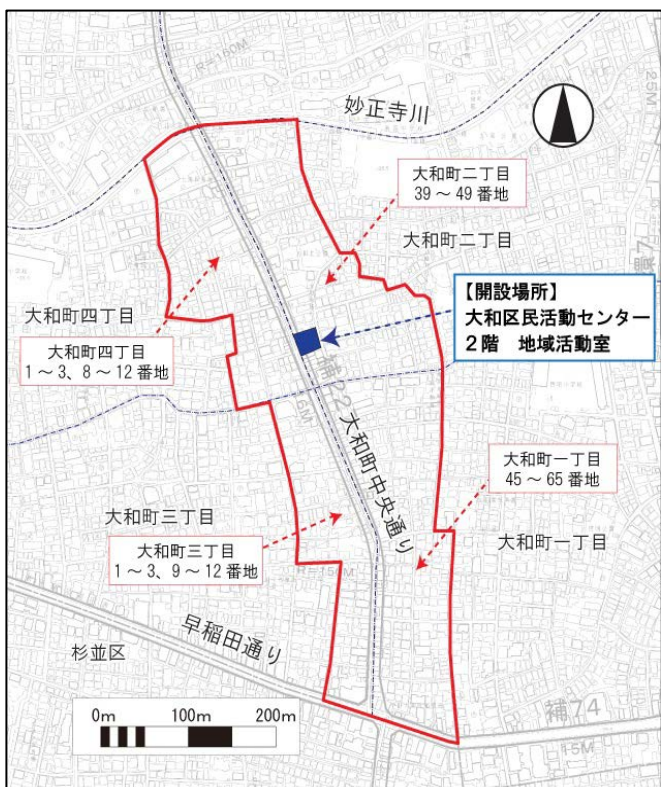 R=150M
妙正寺川
25M
大和町二丁目
39～49番地
大和町二丁目
【開設場所】
大和区民活動センター
2階 地域活動室
大和町四丁目
大和町四丁目
1～3、8～12番地
補22
16M
大和町中央通り
大和町一丁目
45～65番地
大和町三丁目
大和町三丁目
1～3、9～12番地
大和町一丁目
R=150M
早稲田通り
杉並区
0m 100m 200m
補74
15M